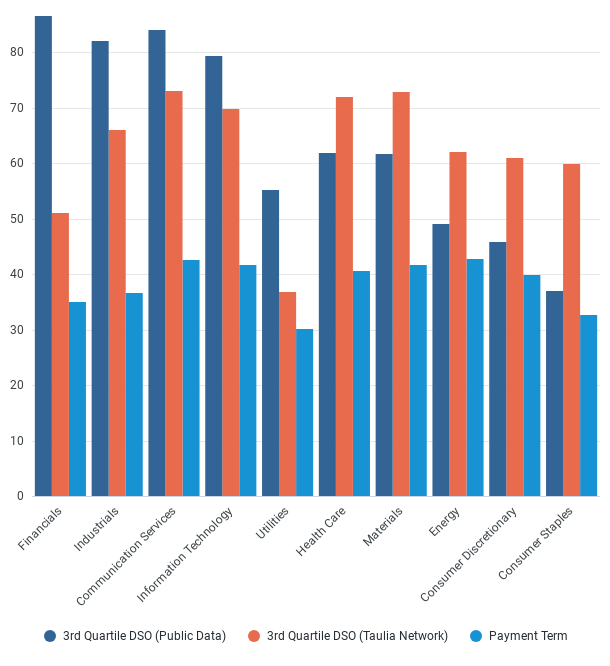 80
70
60
50
40
30
20
10
0
Financials
Industrials
Communication Services
Information Technology
Utilities
Health Care
Materials
Energy
Consumer Discretionary
Consumer Staples
3rd Quartile DSO (Public Data)
3rd Quartile DSO (Taulia Network)
Payment Term